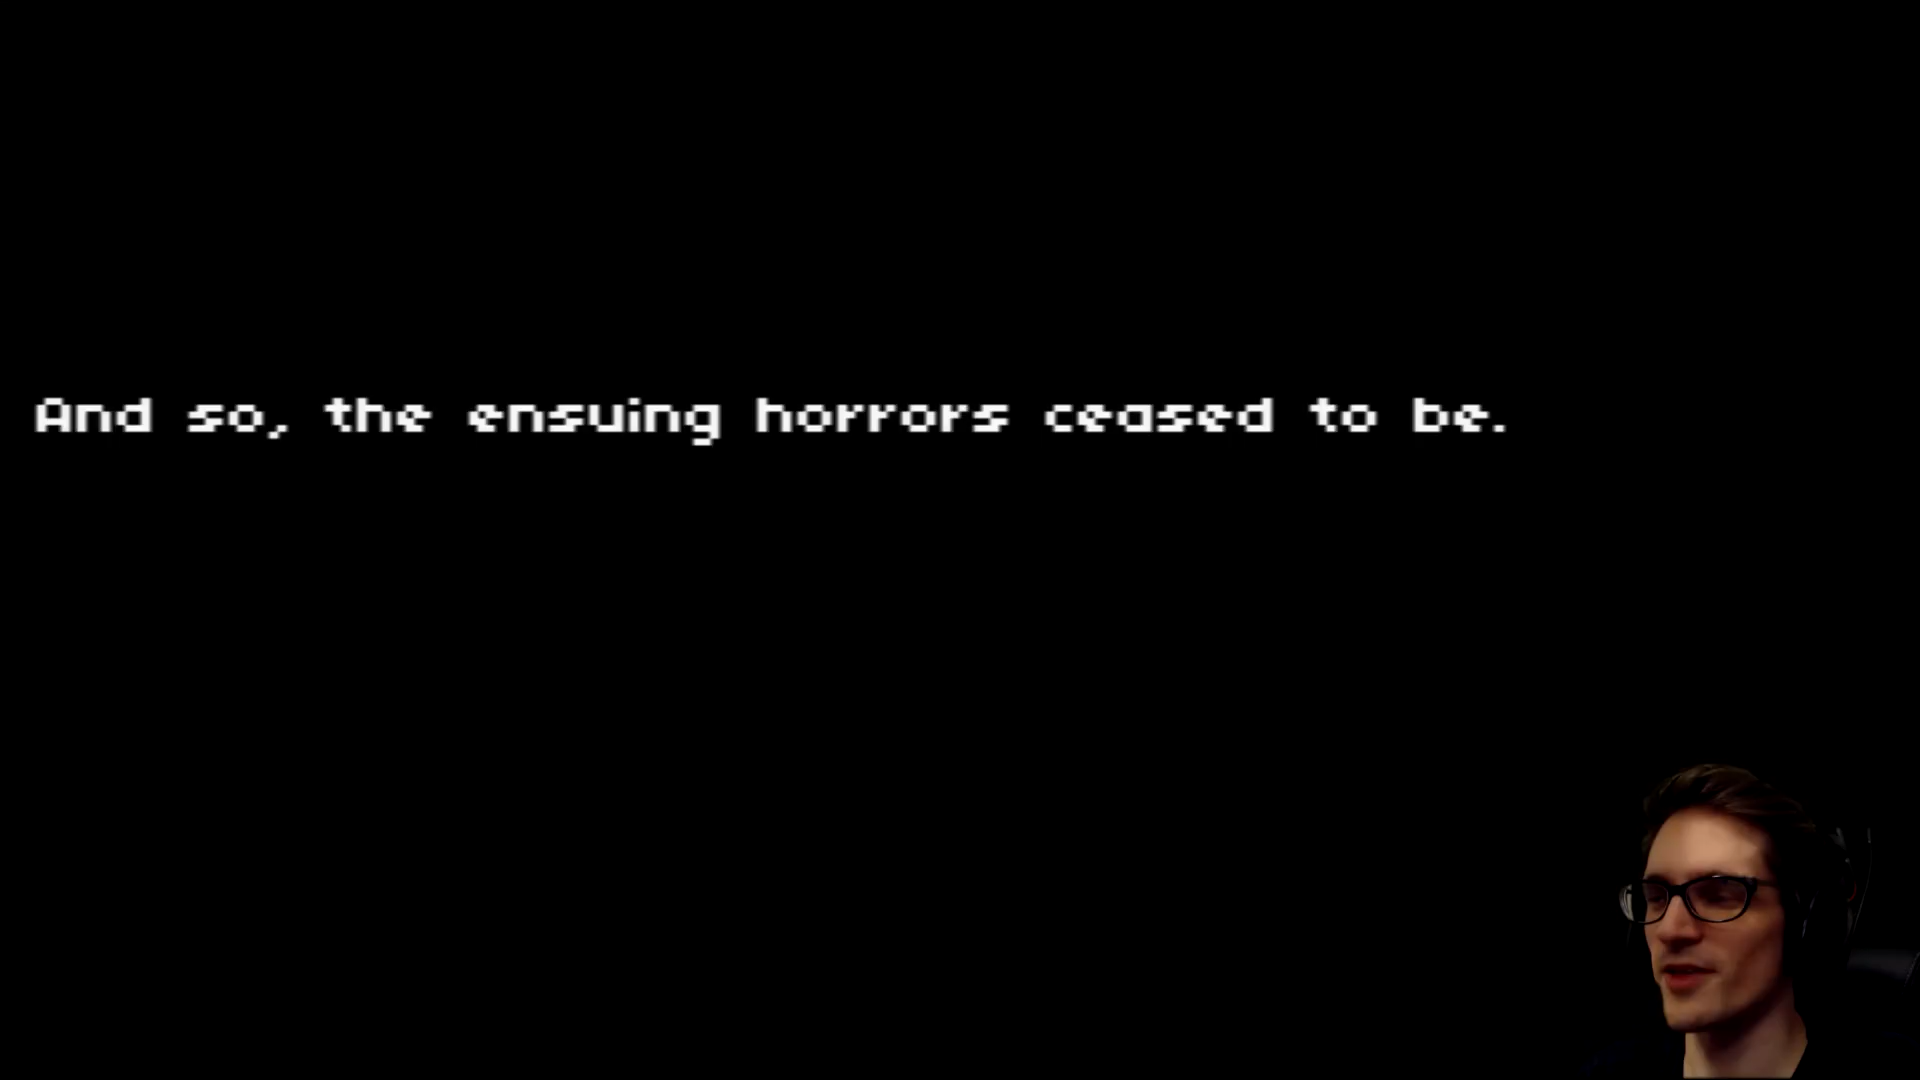 And so, the ensuing horrors ceased to be.